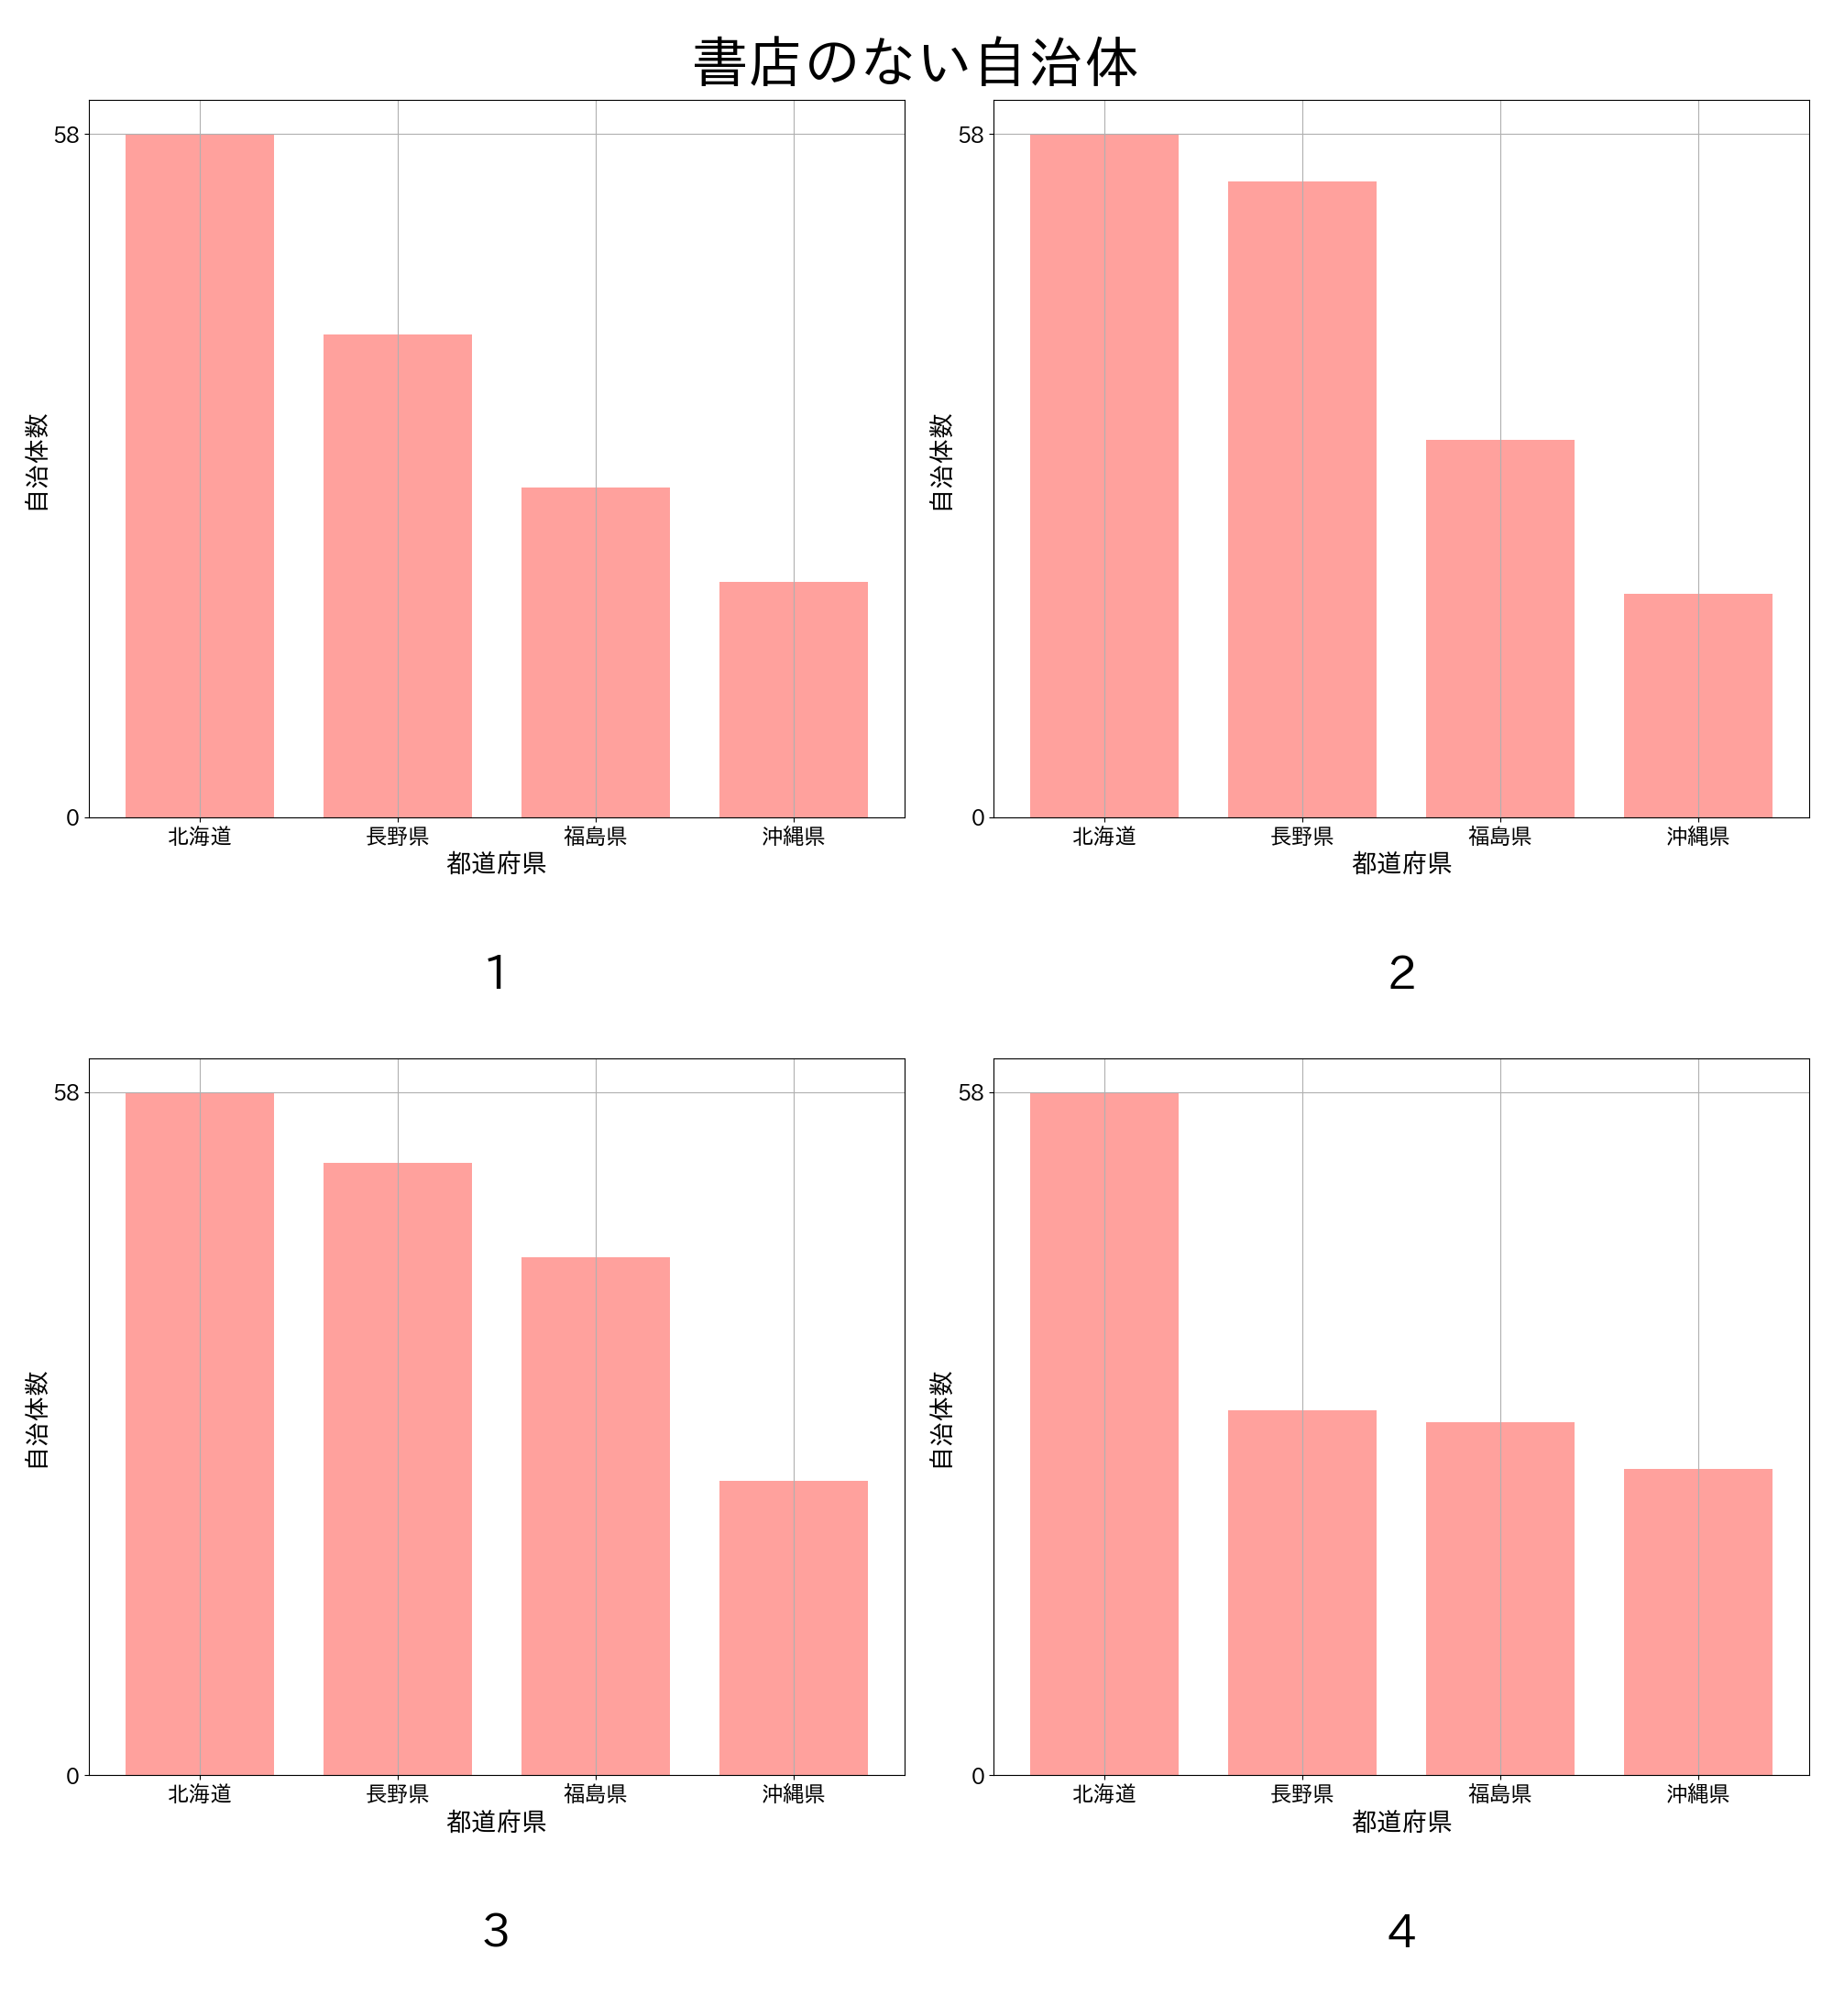 書店のない自治体
58
0
自治体数
北海道 長野県 福島県 沖縄県
都道府県
1
58
0
自治体数
北海道 長野県 福島県 沖縄県
都道府県
2
58
0
自治体数
北海道 長野県 福島県 沖縄県
都道府県
3
58
0
自治体数
北海道 長野県 福島県 沖縄県
都道府県
4